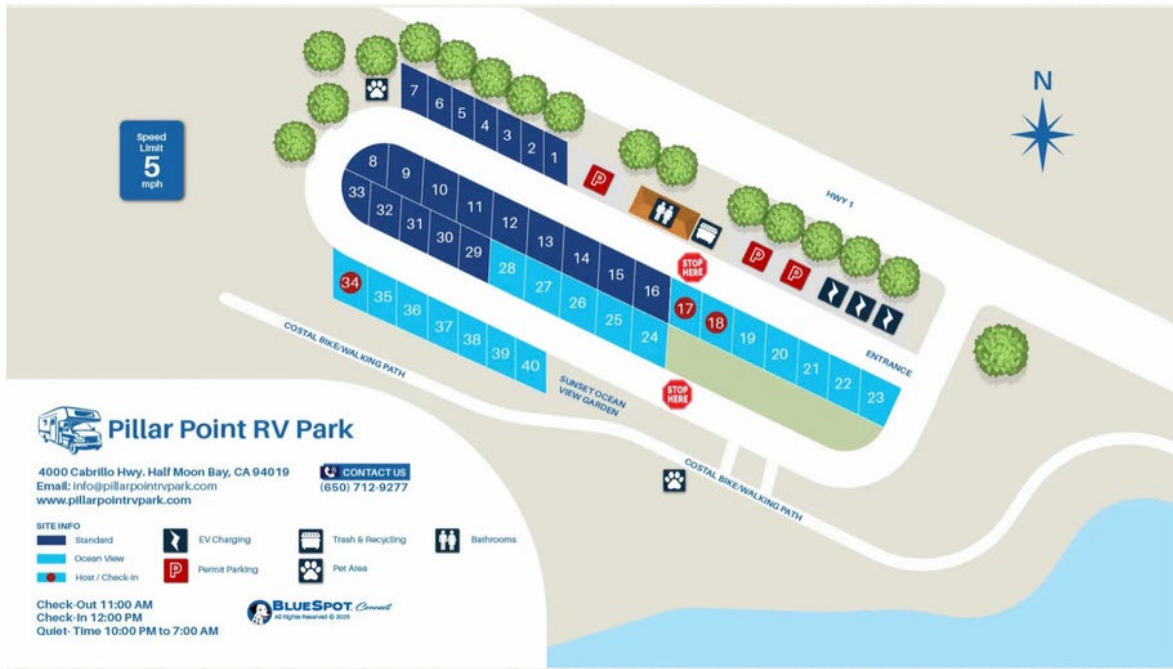 N
Speed
Limit
5
mph
7
6
5
4
3
2
1
P
HWY 1
8
9
10
11
12
13
14
15
16
33
32
31
30
29
28
27
26
25
24
STOP
HERE
P
P
17
18
19
20
21
22
23
ENTRANCE
34
35
36
37
38
39
40
COSTAL BIKE/WALKING PATH
SUNSET OCEAN
VIEW GARDEN
STOP
HERE
COSTAL BIKE/WALKING PATH
Pillar Point RV Park
4000 Cabrillo Hwy. Half Moon Bay, CA 94019
Email: info@pillarpointrvpark.com
www.pillarpointrvpark.com
CONTACT US
(650) 712-9277
SITE INFO
Standard
Ocean View
Host / Check-In
EV Charging
P Permit Parking
Trash & Recycling
Pet Area
Bathrooms
Check-Out 11:00 AM
Check-In 12:00 PM
Quiet- Time 10:00 PM to 7:00 AM
BLUESPOT. Connect
All Rights Reserved © 2025